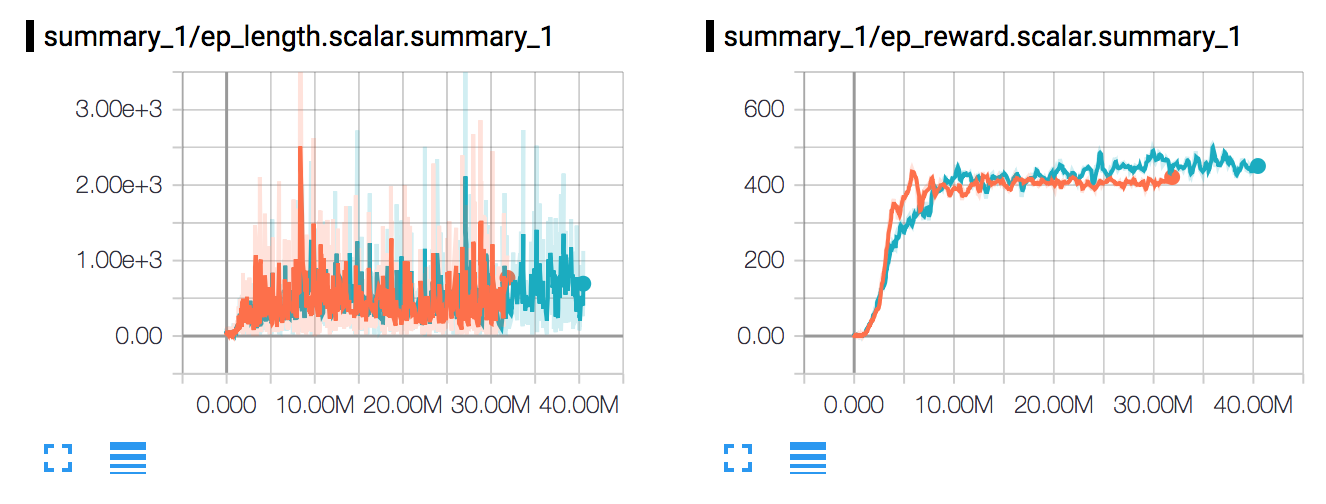 summary_1/ep_length.scalar.summary_1
3.00e+3
2.00e+3
1.00e+3
0.00
0.000 10.00M 20.00M 30.00M 40.00M
summary_1/ep_reward.scalar.summary_1
600
400
200
0.00
0.000 10.00M 20.00M 30.00M 40.00M